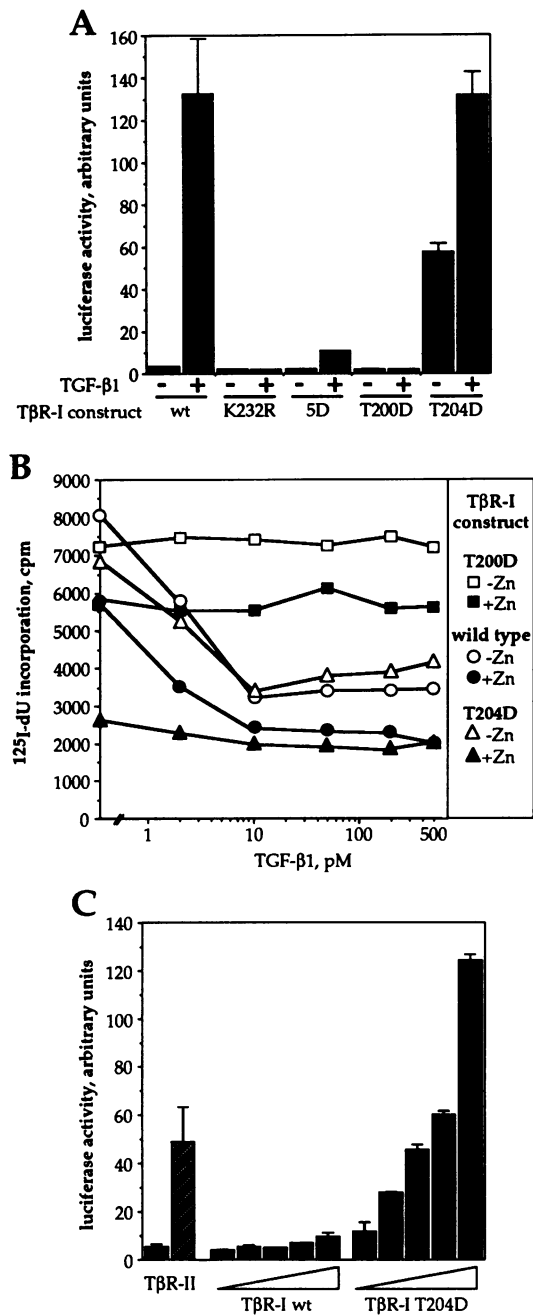 A
luciferase activity, arbitrary units
160
140
120
100
80
60
40
20
0
TGF-β1 - + - + - + - + - +
TβR-I construct wt K232R 5D T200D T204D
B
¹²⁵I-dU incorporation, cpm
9000
8000
7000
6000
5000
4000
3000
2000
1000
0
1 10 100 500
TGF-β1, pM
TβR-I
construct
T200D
-Zn
+Zn
wild type
-Zn
+Zn
T204D
-Zn
+Zn
C
luciferase activity, arbitrary units
140
120
100
80
60
40
20
0
TβR-II TβR-I wt TβR-I T204D